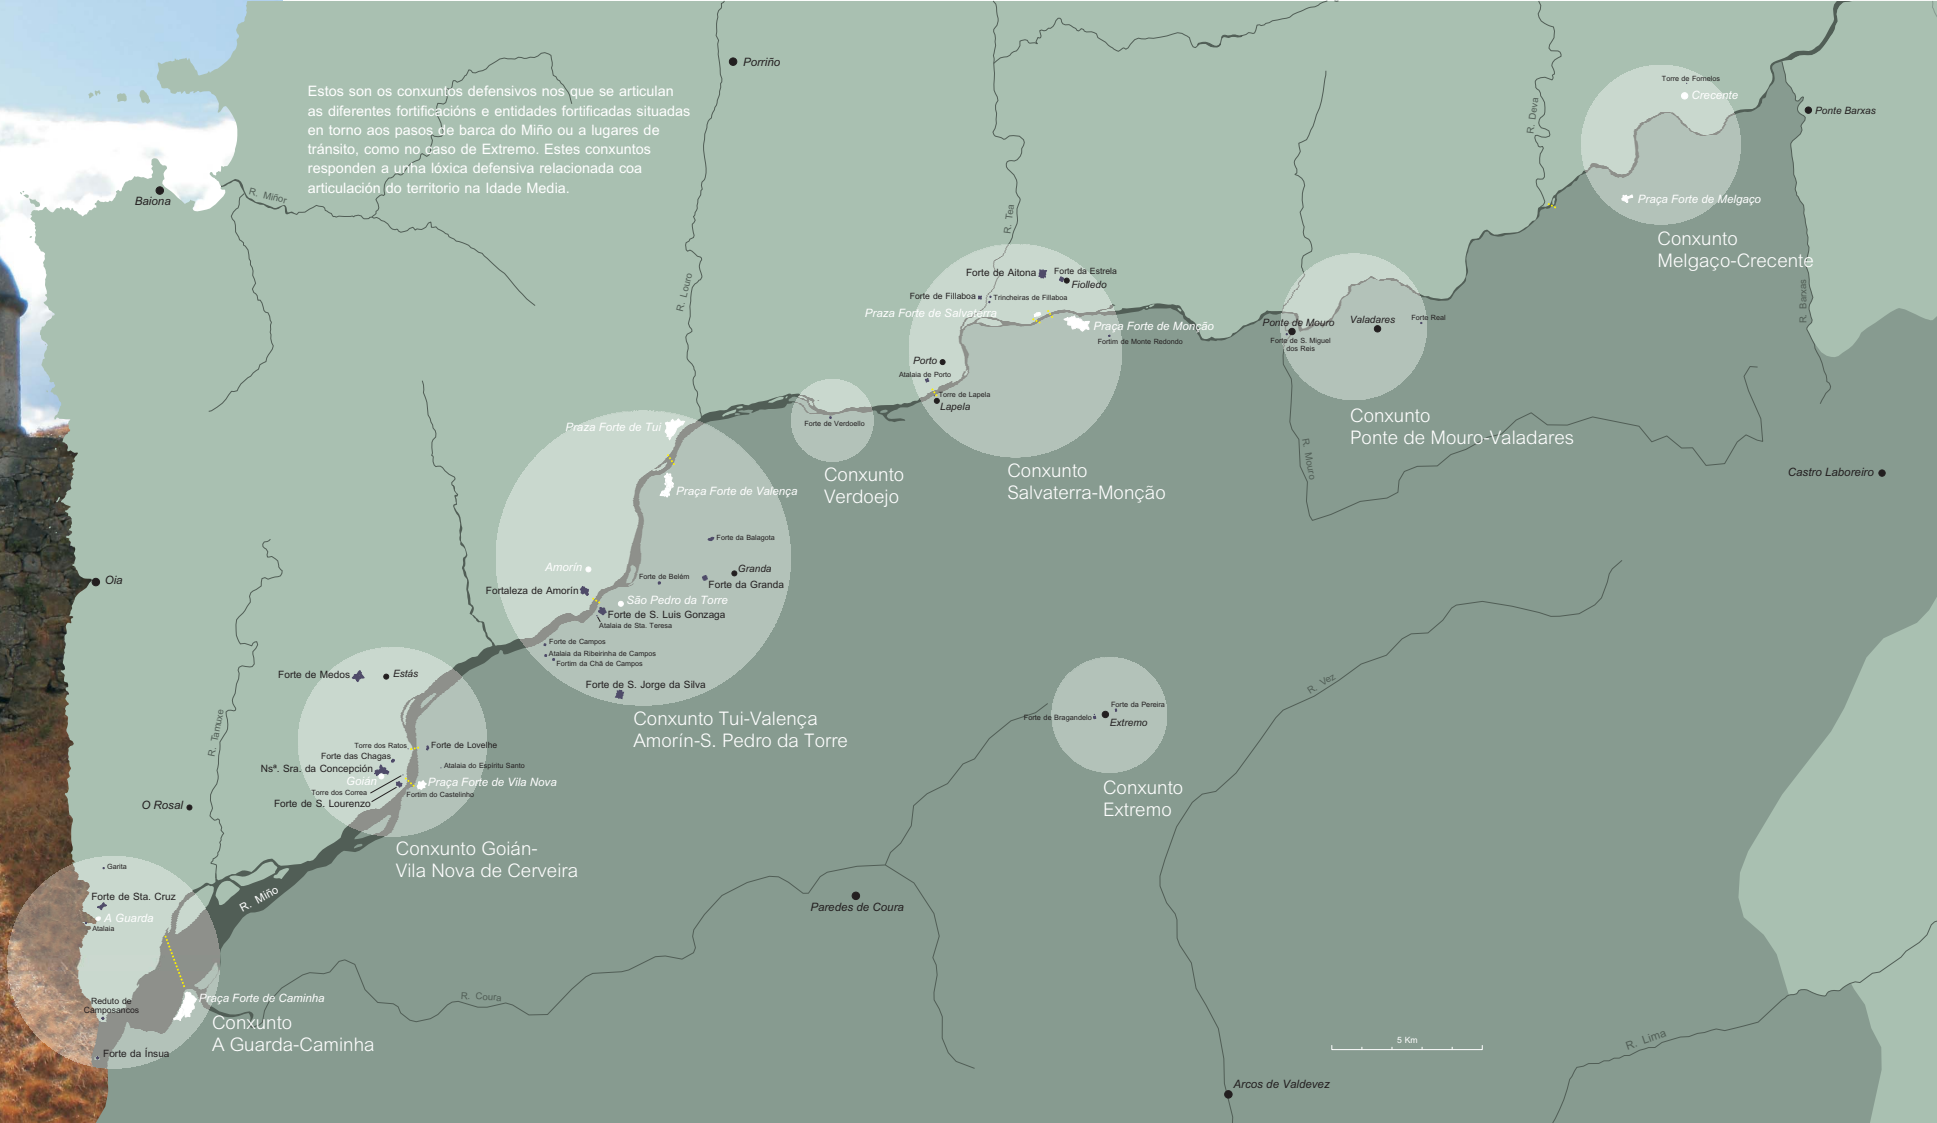 Estos son os conxuntos defensivos nos que se articulan
as diferentes fortificacións e entidades fortificadas situadas
en torno aos pasos de barca do Miño ou a lugares de
tránsito, como no caso de Extremo. Estes conxuntos
responden a unha lóxica defensiva relacionada coa
articulación do territorio na Idade Media.
Porriño
Baiona
R. Miñor
R. Louro
R. Tea
R. Deva
Torre de Fornelos
Crecente
Ponte Barxas
Praça Forte de Melgaço
Conxunto
Melgaço-Crecente
R. Barxas
Forte de Aitona
Forte da Estrela
Fiolledo
Forte de Fillaboa
Trincheiras de Fillaboa
Praza Forte de Salvaterra
Praça Forte de Monção
Fortim de Monte Redondo
Porto
Atalaia de Porto
Torre de Lapela
Lapela
Conxunto
Salvaterra-Monção
Ponte de Mouro
Valadares
Forte Real
Forte de S. Miguel
dos Reis
Conxunto
Ponte de Mouro-Valadares
R. Mouro
Castro Laboreiro
Forte de Verdoello
Conxunto
Verdoejo
Praza Forte de Tui
Praça Forte de Valença
Forte da Balagota
Amorín
Fortaleza de Amorín
Forte de Belém
Granda
Forte da Granda
São Pedro da Torre
Forte de S. Luis Gonzaga
Atalaia de Sta. Teresa
Forte de Campos
Atalaia da Ribeirinha de Campos
Fortim da Chã de Campos
Forte de S. Jorge da Silva
Conxunto Tui-Valença
Amorín-S. Pedro da Torre
Oia
Forte de Medos
Estás
Torre dos Ratos
Forte de Lovelhe
Forte das Chagas
Nsª. Sra. da Concepción
Atalaia do Espíritu Santo
Goián
Praça Forte de Vila Nova
Torre dos Correa
Fortim do Castelinho
Forte de S. Lourenzo
Conxunto Goián-
Vila Nova de Cerveira
R. Tamuxe
O Rosal
R. Miño
Forte de Bragandelo
Forte da Pereira
Extremo
Conxunto
Extremo
R. Vez
Paredes de Coura
Garita
Forte de Sta. Cruz
A Guarda
Atalaia
Reduto de
Camposancos
Praça Forte de Caminha
Forte da Ínsua
Conxunto
A Guarda-Caminha
R. Coura
5 Km
R. Lima
Arcos de Valdevez